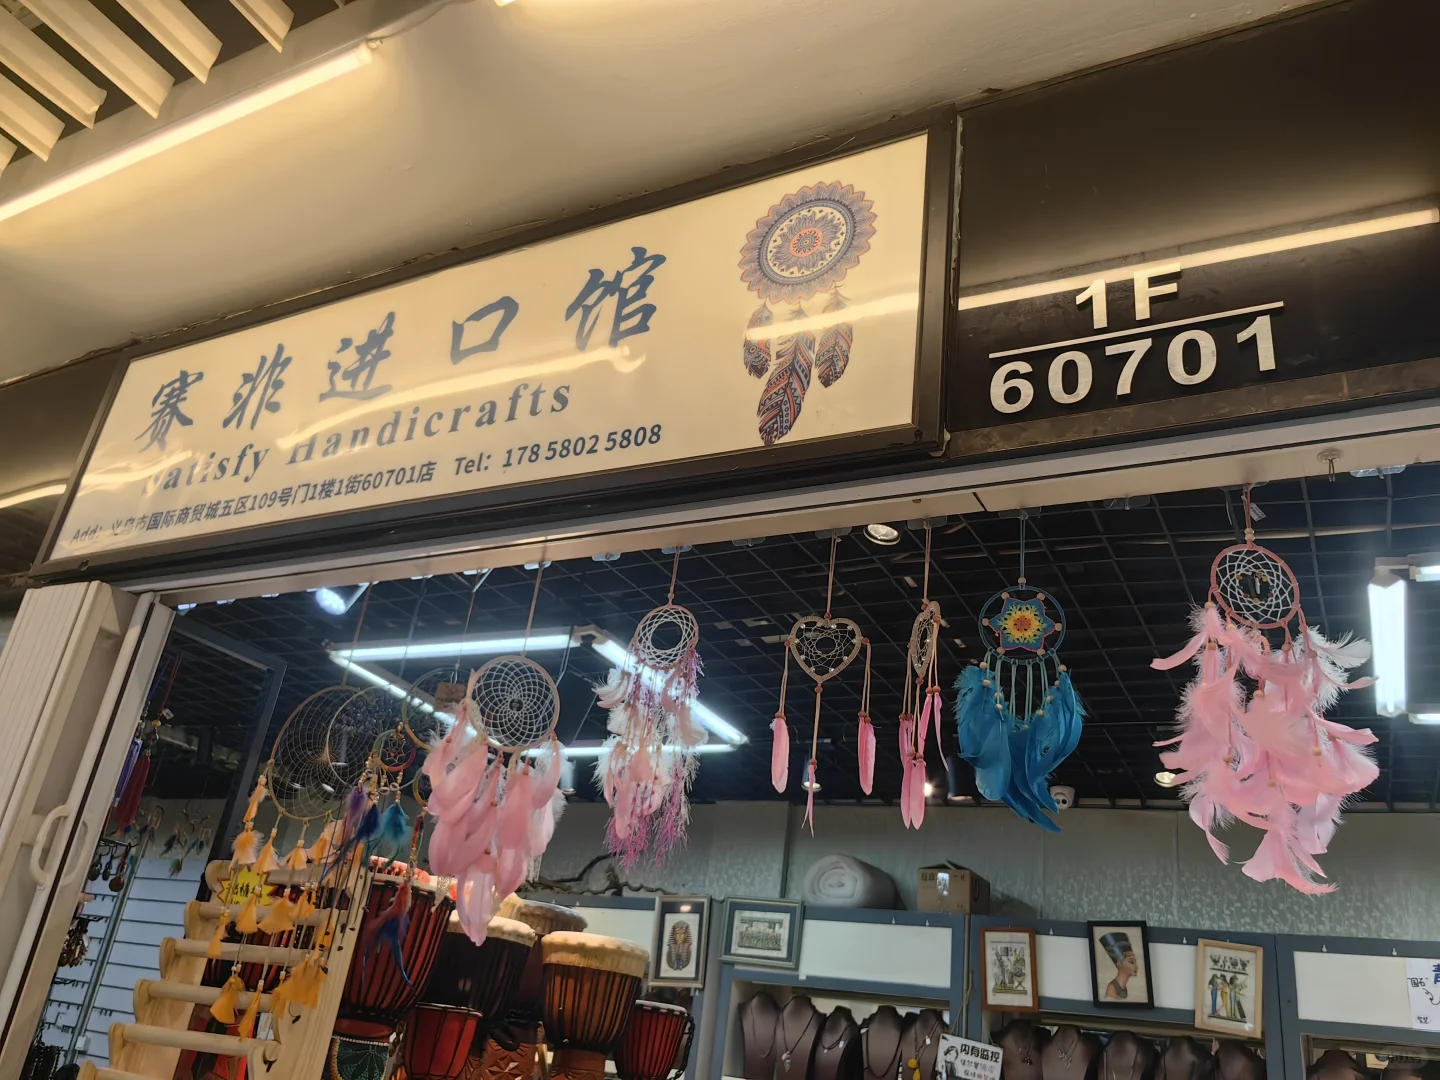 赛非进口馆
Satisfy Handicrafts
Add: 义乌市国际商贸城五区109号门1楼1街60701店 Tel: 178 5802 5808
1F
60701
内有监控